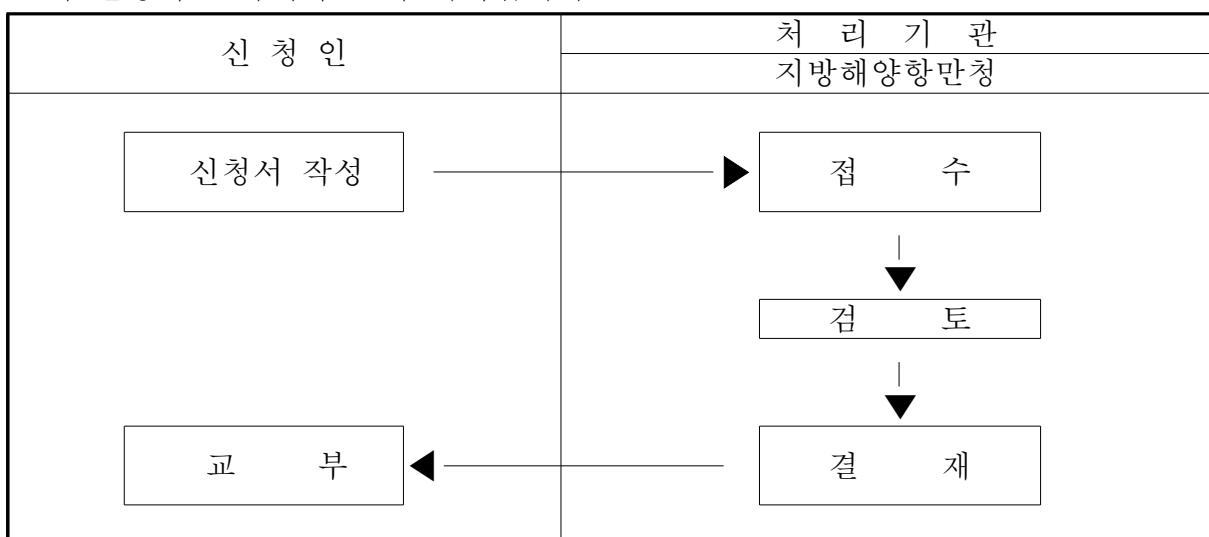 신 청 인
처 리 기 관
지방해양항만청
신청서 작성
접 수
검 토
교 부
결 재